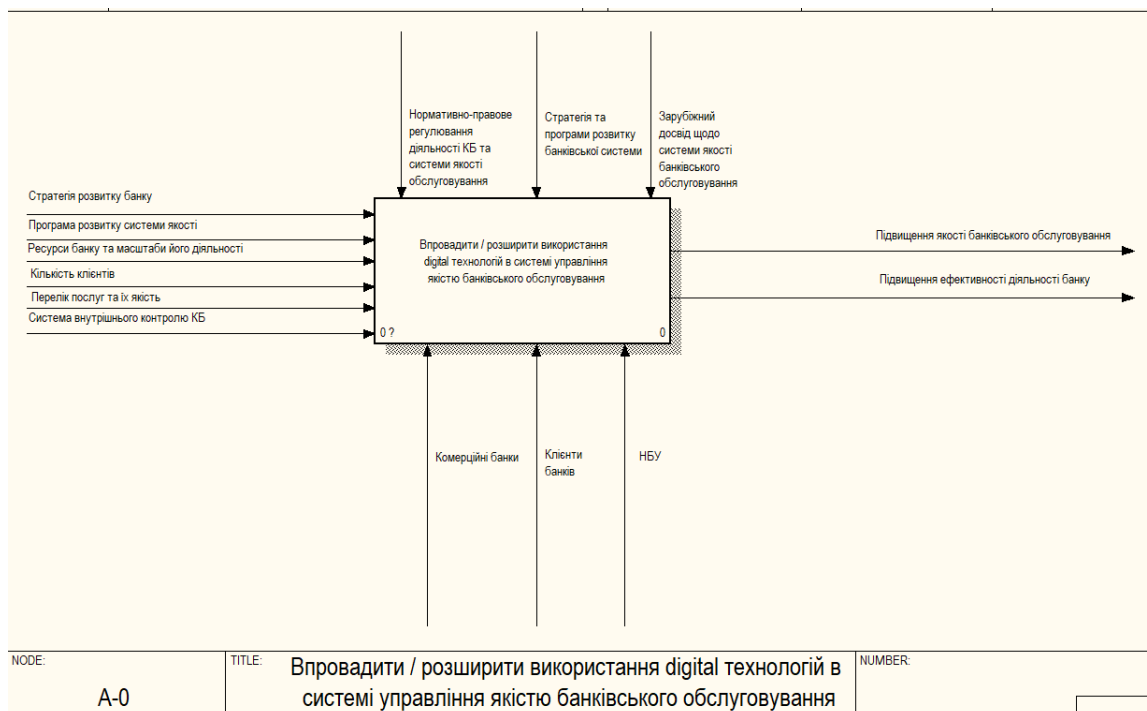 Нормативно-правове
регулювання
діяльності КБ та
системи якості
обслуговування
Стратегія та
програми розвитку
банківської системи
Зарубіжний
досвід щодо
системи якості
банківського
обслуговування
Стратегія розвитку банку
Програма розвитку системи якості
Ресурси банку та масштаби його діяльності
Кількість клієнтів
Перелік послуг та їх якість
Система внутрішнього контролю КБ
Впровадити / розширити використання
digital технологій в системі управління
якістю банківського обслуговування
0 ?
0
Підвищення якості банківського обслуговування
Підвищення ефективності діяльності банку
Комерційні банки
Клієнти
банків
НБУ
NODE:
A-0
TITLE:
Впровадити / розширити використання digital технологій в
системі управління якістю банківського обслуговування
NUMBER: